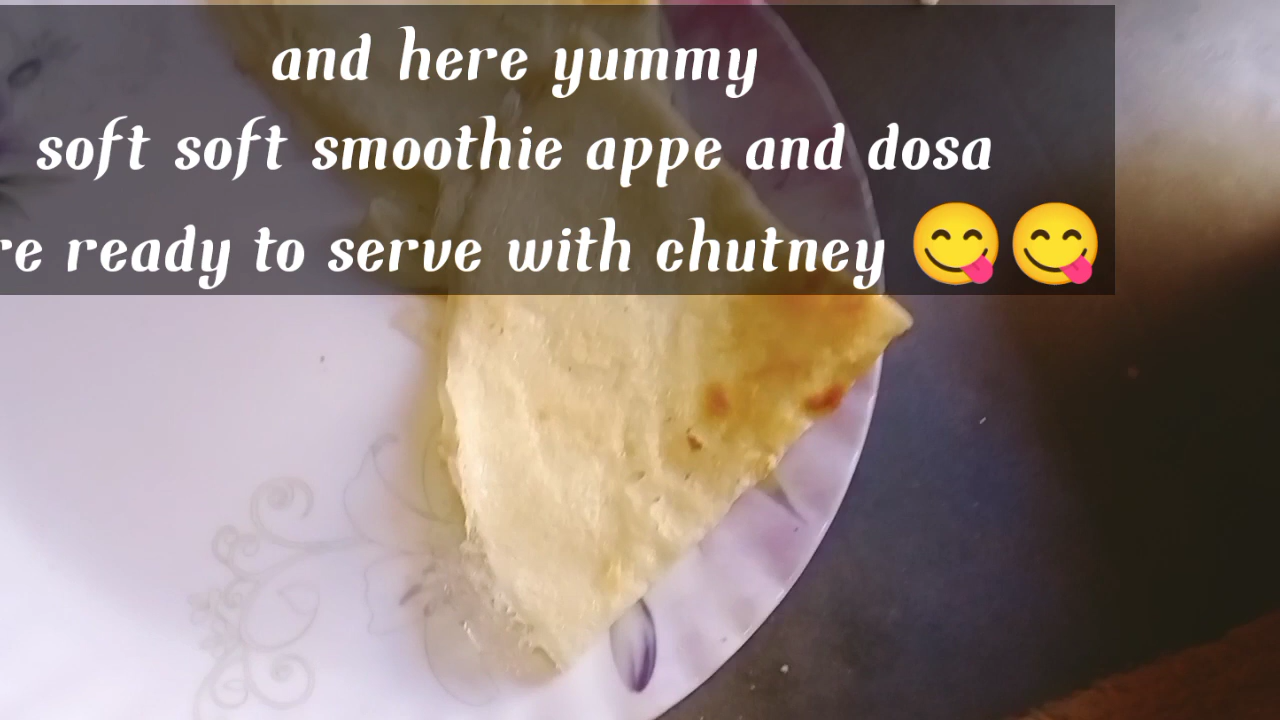 and here yummy
soft soft smoothie appe and dosa
re ready to serve with chutney 😋😋